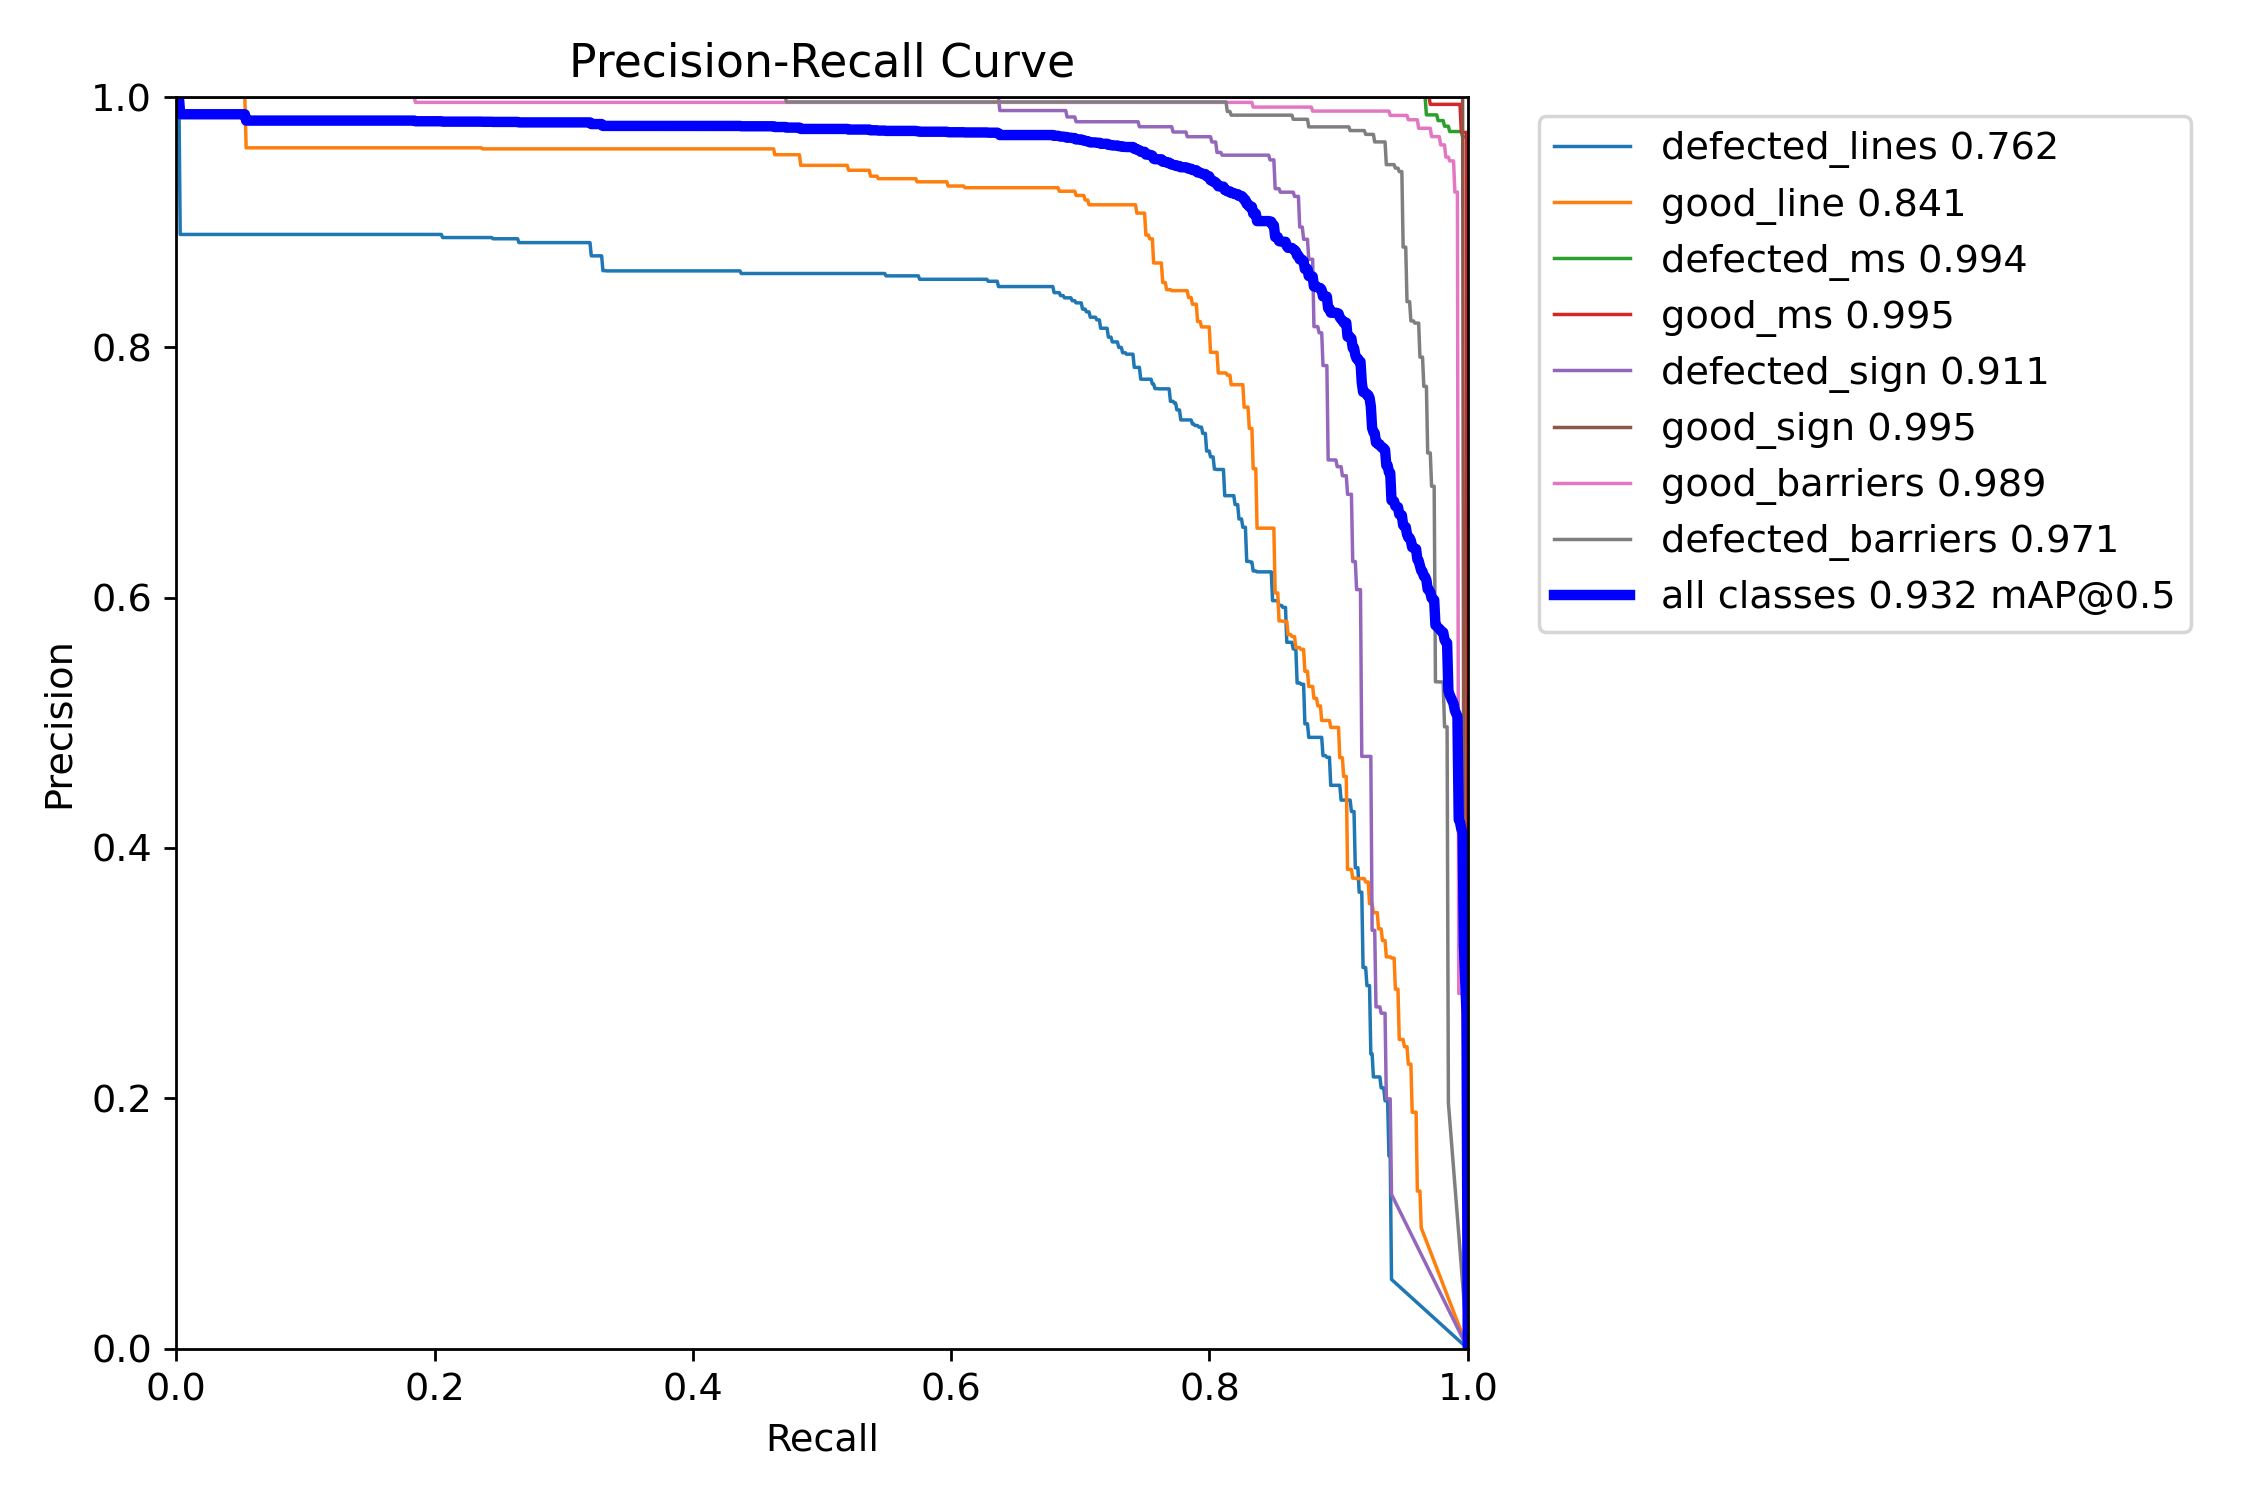 Precision-Recall Curve
1.0
0.8
0.6
0.4
0.2
0.0
Precision
0.0 0.2 0.4 0.6 0.8 1.0
Recall
defected_lines 0.762
good_line 0.841
defected_ms 0.994
good_ms 0.995
defected_sign 0.911
good_sign 0.995
good_barriers 0.989
defected_barriers 0.971
all classes 0.932 mAP@0.5